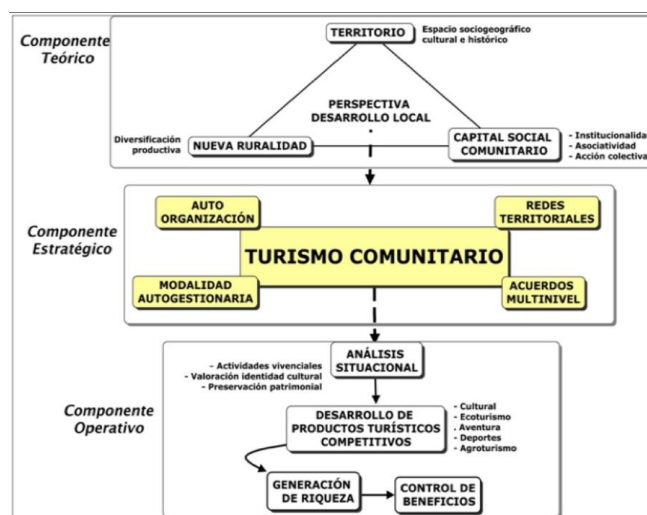 Componente
Teórico
TERRITORIO
Espacio sociogeográfico
cultural e histórico
PERSPECTIVA
DESARROLLO LOCAL
Diversificación
productiva
NUEVA RURALIDAD
CAPITAL SOCIAL
COMUNITARIO
- Institucionalida
- Asociatividad
- Acción colectiva
Componente
Estratégico
AUTO
ORGANIZACIÓN
REDES
TERRITORIALES
TURISMO COMUNITARIO
MODALIDAD
AUTOGESTIONARIA
ACUERDOS
MULTINIVEL
Componente
Operativo
ANÁLISIS
SITUACIONAL
- Actividades vivenciales
- Valoración identidad cultural
- Preservación patrimonial
DESARROLLO DE
PRODUCTOS TURÍSTICOS
COMPETITIVOS
- Cultural
- Ecoturismo
. Aventura
- Deportes
- Agroturismo
GENERACIÓN
DE RIQUEZA
CONTROL DE
BENEFICIOS